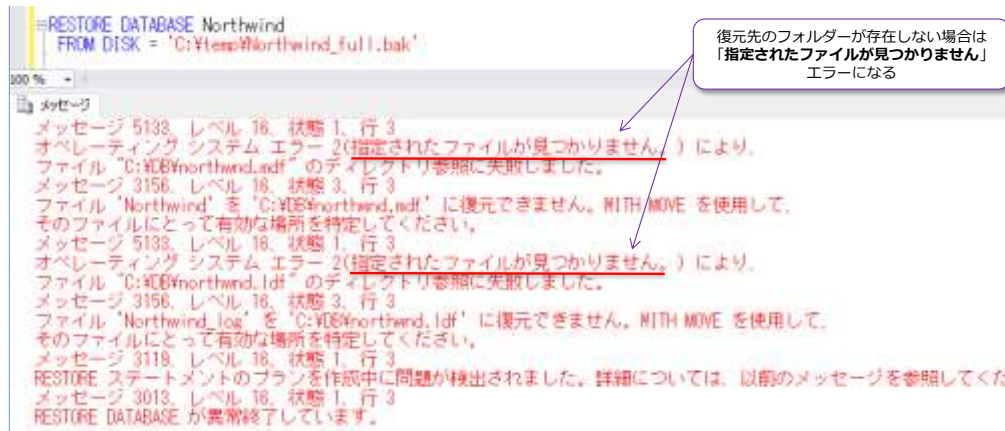 RESTORE DATABASE Northwind
FROM DISK = 'C:¥temp¥Northwind_full.bak'
復元先のフォルダーが存在しない場合は
「指定されたファイルが見つかりません」
エラーになる
100 %
メッセージ
メッセージ 5133、レベル 16、状態 1、行 3
オペレーティング システム エラー 2(指定されたファイルが見つかりません。) により、
ファイル "C:¥DB¥northwnd.mdf" のディレクトリ参照に失敗しました。
メッセージ 3156、レベル 16、状態 3、行 3
ファイル 'Northwind' を 'C:¥DB¥northwnd.mdf' に復元できません。WITH MOVE を使用して、
そのファイルにとって有効な場所を特定してください。
メッセージ 5133、レベル 16、状態 1、行 3
オペレーティング システム エラー 2(指定されたファイルが見つかりません。) により、
ファイル "C:¥DB¥northwnd.ldf" のディレクトリ参照に失敗しました。
メッセージ 3156、レベル 16、状態 3、行 3
ファイル 'Northwind_log' を 'C:¥DB¥northwnd.ldf' に復元できません。WITH MOVE を使用して、
そのファイルにとって有効な場所を特定してください。
メッセージ 3119、レベル 16、状態 1、行 3
RESTORE ステートメントのプランを作成中に問題が検出されました。詳細については、以前のメッセージを参照してくだ
メッセージ 3013、レベル 16、状態 1、行 3
RESTORE DATABASE が異常終了しています。